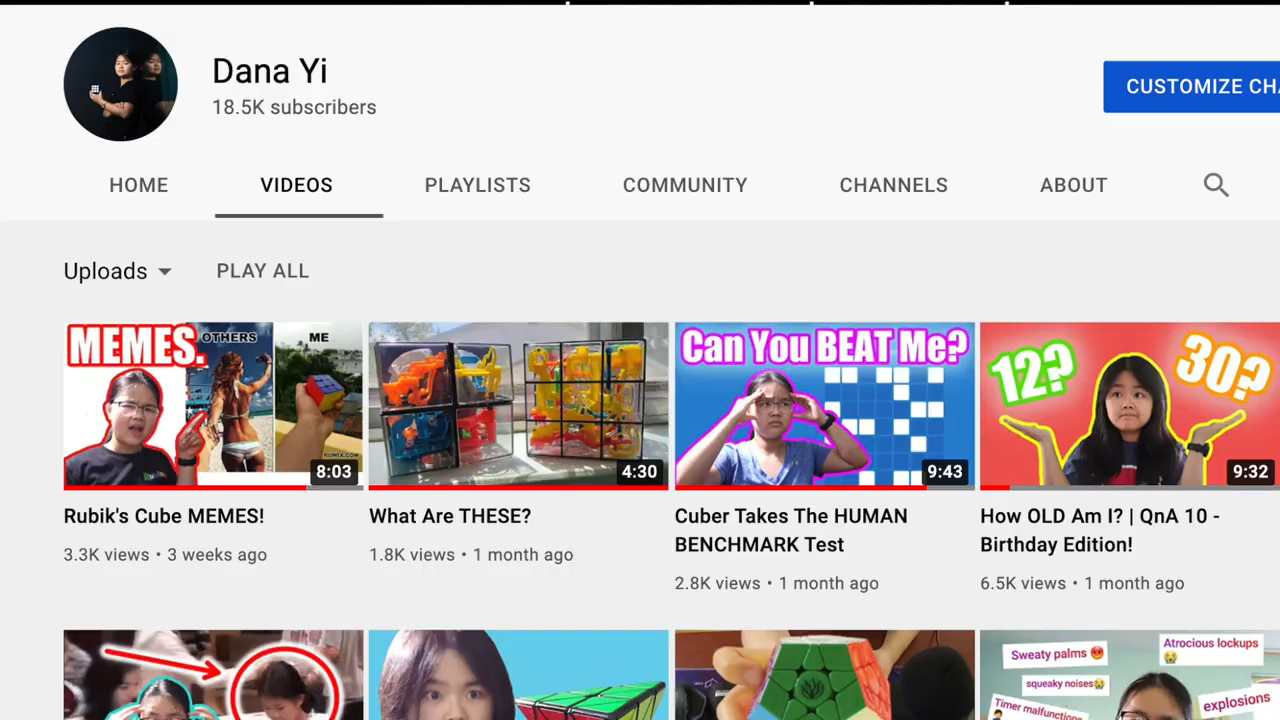 Dana Yi
18.5K subscribers
CUSTOMIZE CHA
HOME VIDEOS PLAYLISTS COMMUNITY CHANNELS ABOUT
Uploads PLAY ALL
MEMES.
OTHERS
ME
RUWIX.COM
8:03
4:30
Can You BEAT Me?
9:43
12?
30?
9:32
Rubik's Cube MEMES!
3.3K views • 3 weeks ago
What Are THESE?
1.8K views • 1 month ago
Cuber Takes The HUMAN
BENCHMARK Test
2.8K views • 1 month ago
How OLD Am I? | QnA 10 -
Birthday Edition!
6.5K views • 1 month ago
Sweaty palms 😡
Atrocious lockups
😭
squeaky noises😭
Timer malfunctions
explosions